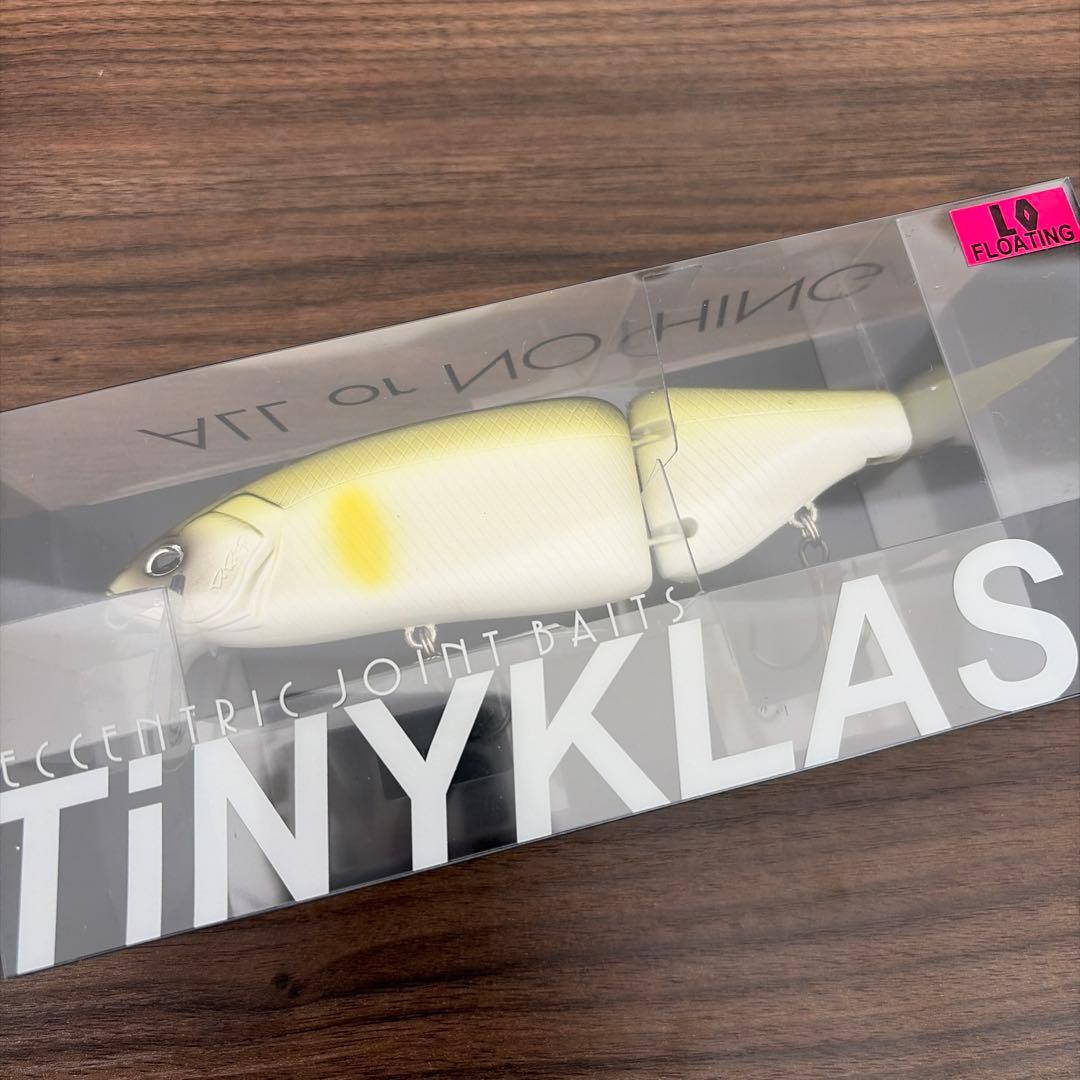 LO
FLOATING
ALL or NOTHING
ECCENTRIC JOINT BAITS
TiNYKLAS